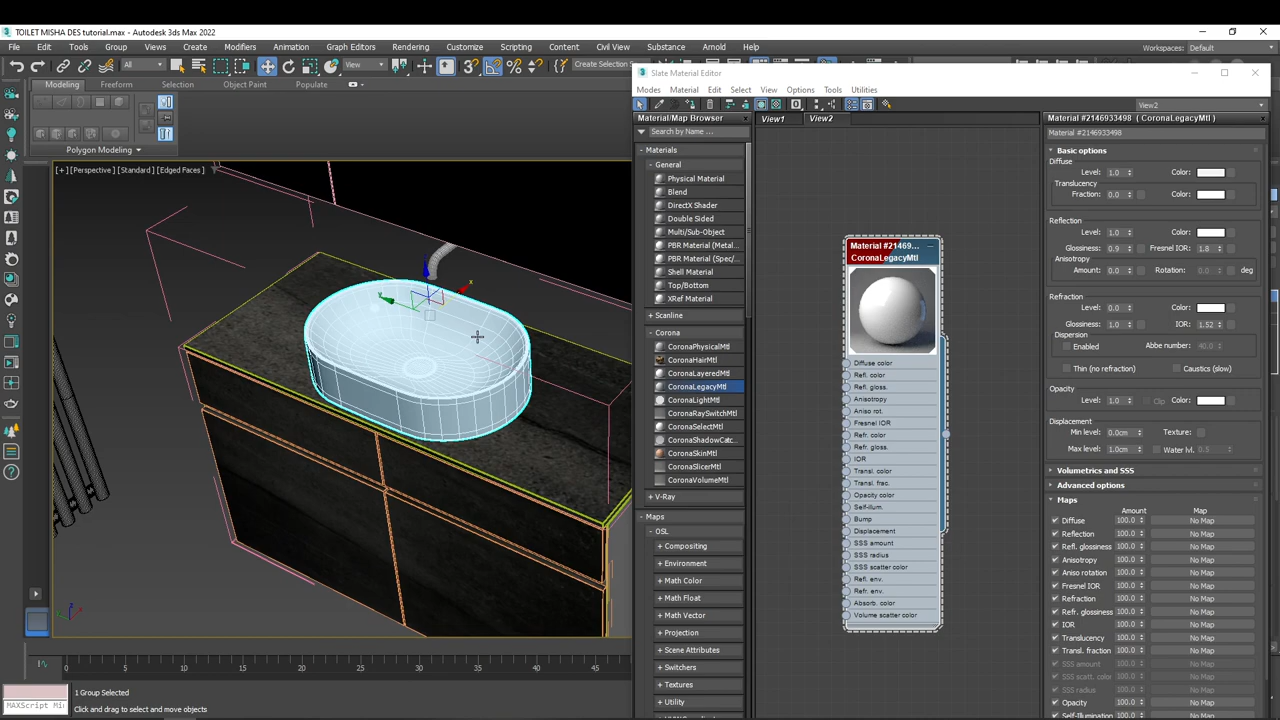 TOILET MISHA DES tutorial.max - Autodesk 3ds Max 2022
File Edit Tools Group Views Create Modifiers Animation Graph Editors Rendering Customize Scripting Content Civil View Substance Arnold Help
Workspaces: Default
All
View
Create Selection
Modeling Freeform Selection Object Paint Populate
Polygon Modeling
[+] [Perspective] [Standard] [Edged Faces]
x
y
z
0 5 10 15 20 25 30 35 40 45
1 Group Selected
Click and drag to select and move objects
MAXScript Mi
Slate Material Editor
Modes Material Edit Select View Options Tools Utilities
View2
Material/Map Browser
Search by Name ...
- Materials
- General
Physical Material
Blend
DirectX Shader
Double Sided
Multi/Sub-Object
PBR Material (Metal...
PBR Material (Spec/...
Shell Material
Top/Bottom
XRef Material
+ Scanline
- Corona
CoronaPhysicalMtl
CoronaHairMtl
CoronaLayeredMtl
CoronaLegacyMtl
CoronaLightMtl
CoronaRaySwitchMtl
CoronaSelectMtl
CoronaShadowCatc...
CoronaSkinMtl
CoronaSlicerMtl
CoronaVolumeMtl
+ V-Ray
- Maps
- OSL
+ Compositing
+ Environment
+ Math Color
+ Math Float
+ Math Vector
+ Projection
+ Scene Attributes
+ Switchers
+ Textures
+ Utility
View1 View2
Material #21469...
CoronaLegacyMtl
Diffuse color
Refl. color
Refl. gloss.
Anisotropy
Aniso rot.
Fresnel IOR
Refr. color
Refr. gloss.
IOR
Transl. color
Transl. frac.
Opacity color
Self-illum.
Bump
Displacement
SSS amount
SSS radius
SSS scatter color
Refl. env.
Refr. env.
Absorb. color
Volume scatter color
Material #2146933498 ( CoronaLegacyMtl )
Material #2146933498
Basic options
Diffuse
Level: 1.0 Color:
Translucency
Fraction: 0.0 Color:
Reflection
Level: 1.0 Color:
Glossiness: 0.9 Fresnel IOR: 1.8
Anisotropy
Amount: 0.0 Rotation: 0.0 deg
Refraction
Level: 0.0 Color:
Glossiness: 1.0 IOR: 1.52
Dispersion
Enabled Abbe number: 40.0
Thin (no refraction) Caustics (slow)
Opacity
Level: 1.0 Clip Color:
Displacement
Min level: 0.0cm Texture:
Max level: 1.0cm Water lvl. 0.5
Volumetrics and SSS
Advanced options
Maps
Amount Map
Diffuse 100.0 No Map
Reflection 100.0 No Map
Refl. glossiness 100.0 No Map
Anisotropy 100.0 No Map
Aniso rotation 100.0 No Map
Fresnel IOR 100.0 No Map
Refraction 100.0 No Map
Refr. glossiness 100.0 No Map
IOR 100.0 No Map
Translucency 100.0 No Map
Transl. fraction 100.0 No Map
SSS amount 100.0 No Map
SSS scatt. color 100.0 No Map
SSS radius 100.0 No Map
Opacity 100.0 No Map
Self-Illumination 100.0 No Map